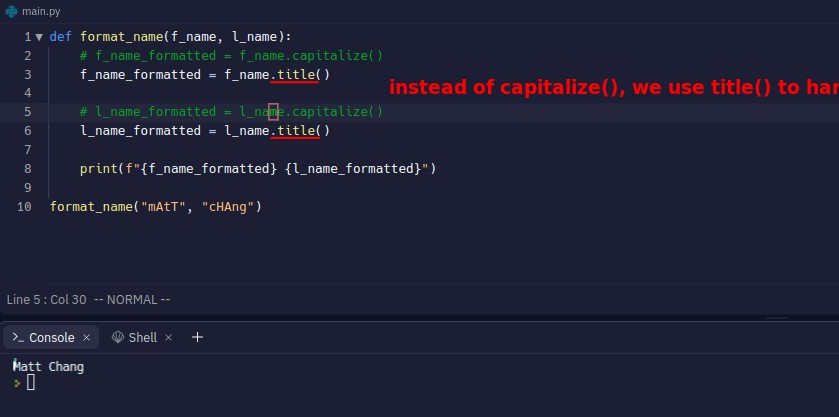 main.py
1 def format_name(f_name, l_name):
2 # f_name_formatted = f_name.capitalize()
3 f_name_formatted = f_name.title()
instead of capitalize(), we use title() to
4
5 # l_name_formatted = l_name.capitalize()
6 l_name_formatted = l_name.title()
7
8 print(f"{f_name_formatted} {l_name_formatted}")
9
10 format_name("mAtT", "cHAng")
Line 5 : Col 30 -- NORMAL --
Console × Shell × +
Matt Chang